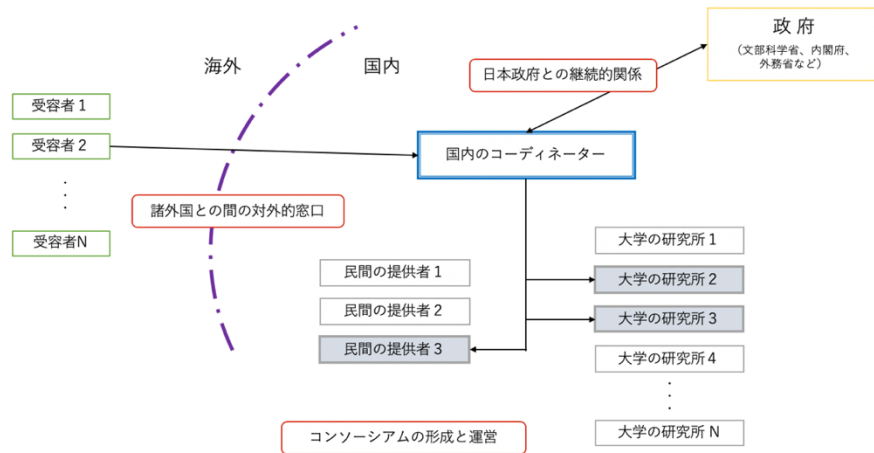 政 府
（文部科学省、内閣府、
外務省など）
海外
国内
日本政府との継続的関係
受容者 1
受容者 2
・
・
・
受容者N
国内のコーディネーター
諸外国との間の対外的窓口
民間の提供者 1
民間の提供者 2
民間の提供者 3
大学の研究所 1
大学の研究所 2
大学の研究所 3
大学の研究所 4
・
・
・
大学の研究所 N
コンソーシアムの形成と運営